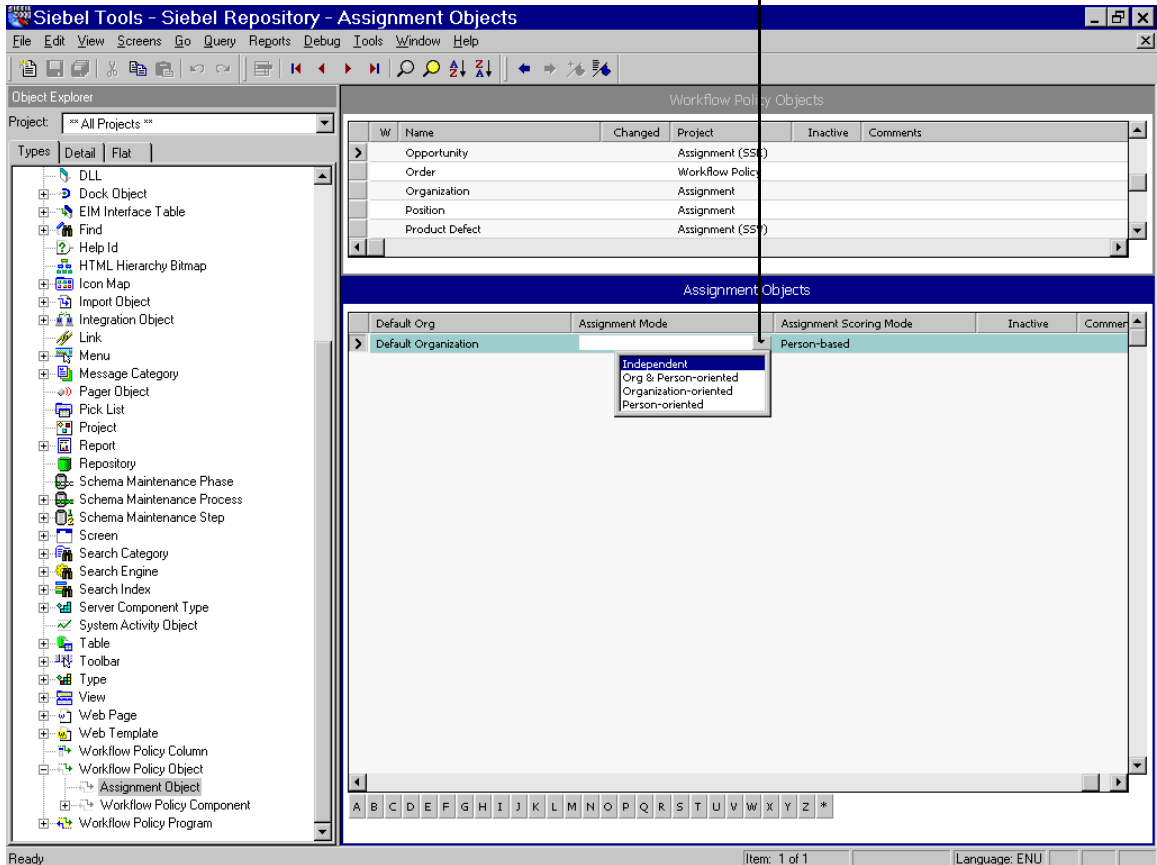 Siebel Tools - Siebel Repository - Assignment Objects
File Edit View Screens Go Query Reports Debug Tools Window Help
Object Explorer
Project: ** All Projects **
Types Detail Flat
DLL
Dock Object
EIM Interface Table
Find
Help Id
HTML Hierarchy Bitmap
Icon Map
Import Object
Integration Object
Link
Menu
Message Category
Pager Object
Pick List
Project
Report
Repository
Schema Maintenance Phase
Schema Maintenance Process
Schema Maintenance Step
Screen
Search Category
Search Engine
Search Index
Server Component Type
System Activity Object
Table
Toolbar
Type
View
Web Page
Web Template
Workflow Policy Column
Workflow Policy Object
Assignment Object
Workflow Policy Component
Workflow Policy Program
Workflow Policy Objects
W Name Changed Project Inactive Comments
Opportunity Assignment (SSE)
Order Workflow Policy
Organization Assignment
Position Assignment
Product Defect Assignment (SSV)
Assignment Objects
Default Org Assignment Mode Assignment Scoring Mode Inactive Commer
Default Organization Person-based
Independent
Org & Person-oriented
Organization-oriented
Person-oriented
A B C D E F G H I J K L M N O P Q R S T U V W X Y Z *
Ready Item: 1 of 1 Language: ENU